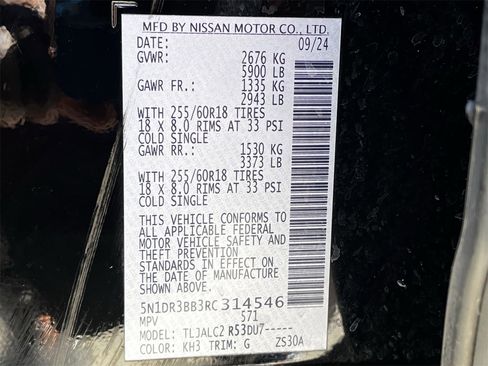 MFD BY NISSAN MOTOR CO., LTD.
DATE: 09/24
GVWR: 2676 KG
5900 LB
GAWR FR.: 1335 KG
2943 LB
WITH 255/60R18 TIRES
18 X 8.0 RIMS AT 33 PSI
COLD SINGLE
GAWR RR.: 1530 KG
3373 LB
WITH 255/60R18 TIRES
18 X 8.0 RIMS AT 33 PSI
COLD SINGLE
THIS VEHICLE CONFORMS TO
ALL APPLICABLE FEDERAL
MOTOR VEHICLE SAFETY AND
THEFT PREVENTION
STANDARDS IN EFFECT ON
THE DATE OF MANUFACTURE
SHOWN ABOVE.
5N1DR3BB3RC314546
MPV 571
MODEL: TLJALC2 R53DU7-----
COLOR: KH3 TRIM: G ZS30A